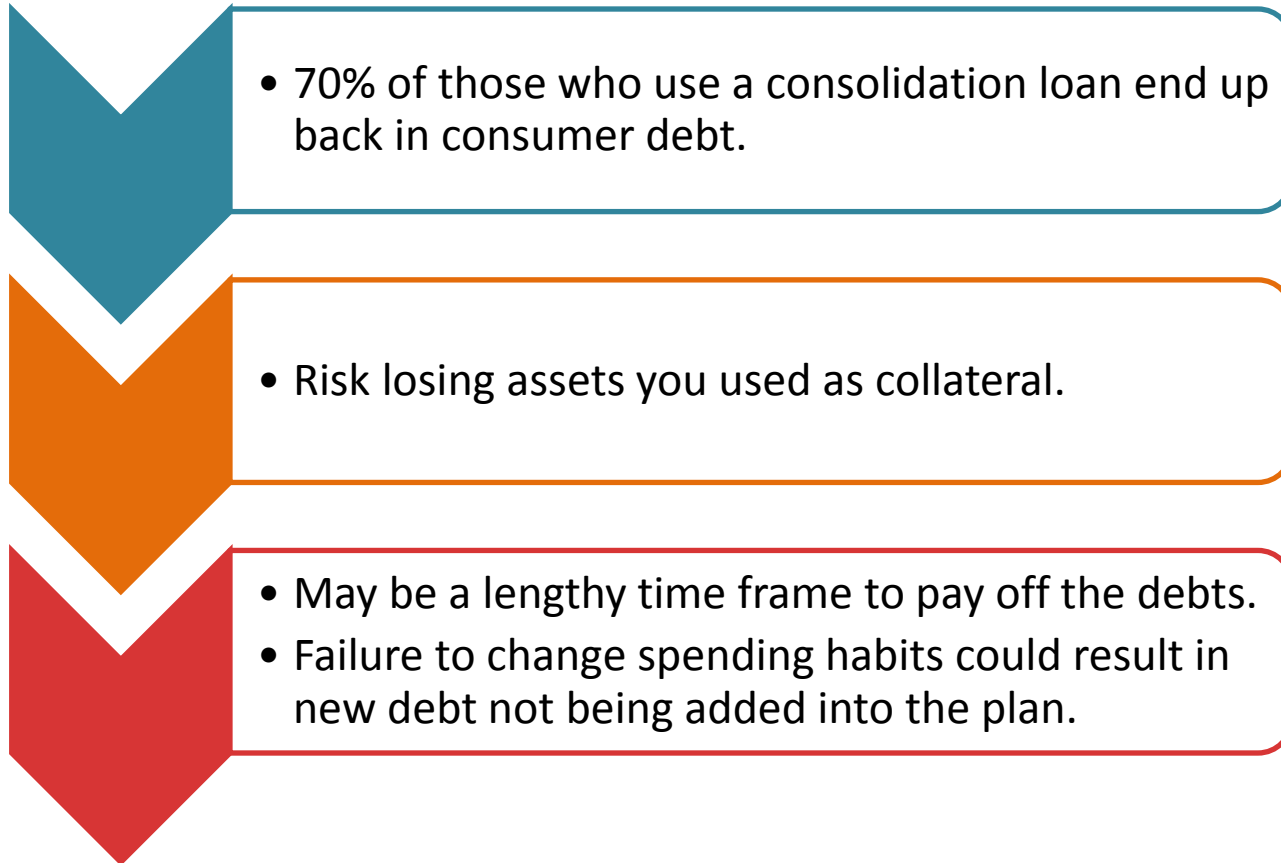 • 70% of those who use a consolidation loan end up
back in consumer debt.
• Risk losing assets you used as collateral.
• May be a lengthy time frame to pay off the debts.
• Failure to change spending habits could result in
new debt not being added into the plan.